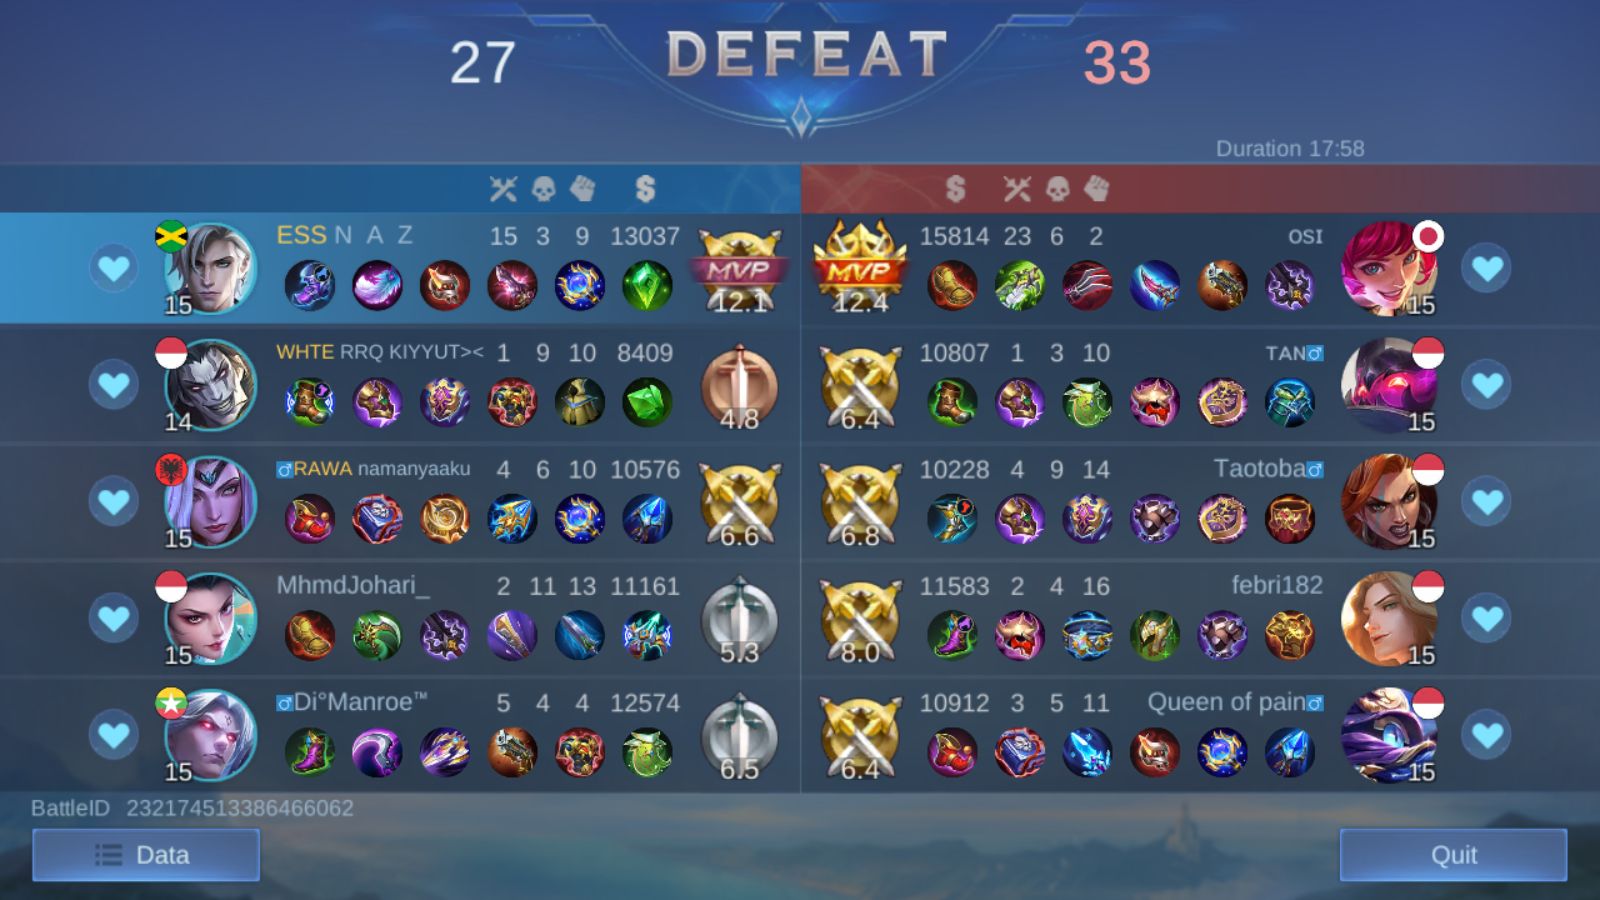 27 DEFEAT 33
Duration 17:58
ESS N A Z 15 3 9 13037 MVP 12.1 MVP 12.4 15814 23 6 2 OSI
15 15
WHTE RRQ KIYYUT>< 1 9 10 8409 4.8 6.4 10807 1 3 10 TAN♂
14 15
♂RAWA namanyaaku 4 6 10 10576 6.6 6.8 10228 4 9 14 Taotoba♂
15 15
MhmdJohari_ 2 11 13 11161 5.3 8.0 11583 2 4 16 febri182
15 15
♂Di°Manroe™ 5 4 4 12574 6.5 6.4 10912 3 5 11 Queen of pain♂
15 15
BattleID 232174513386466062
Data Quit